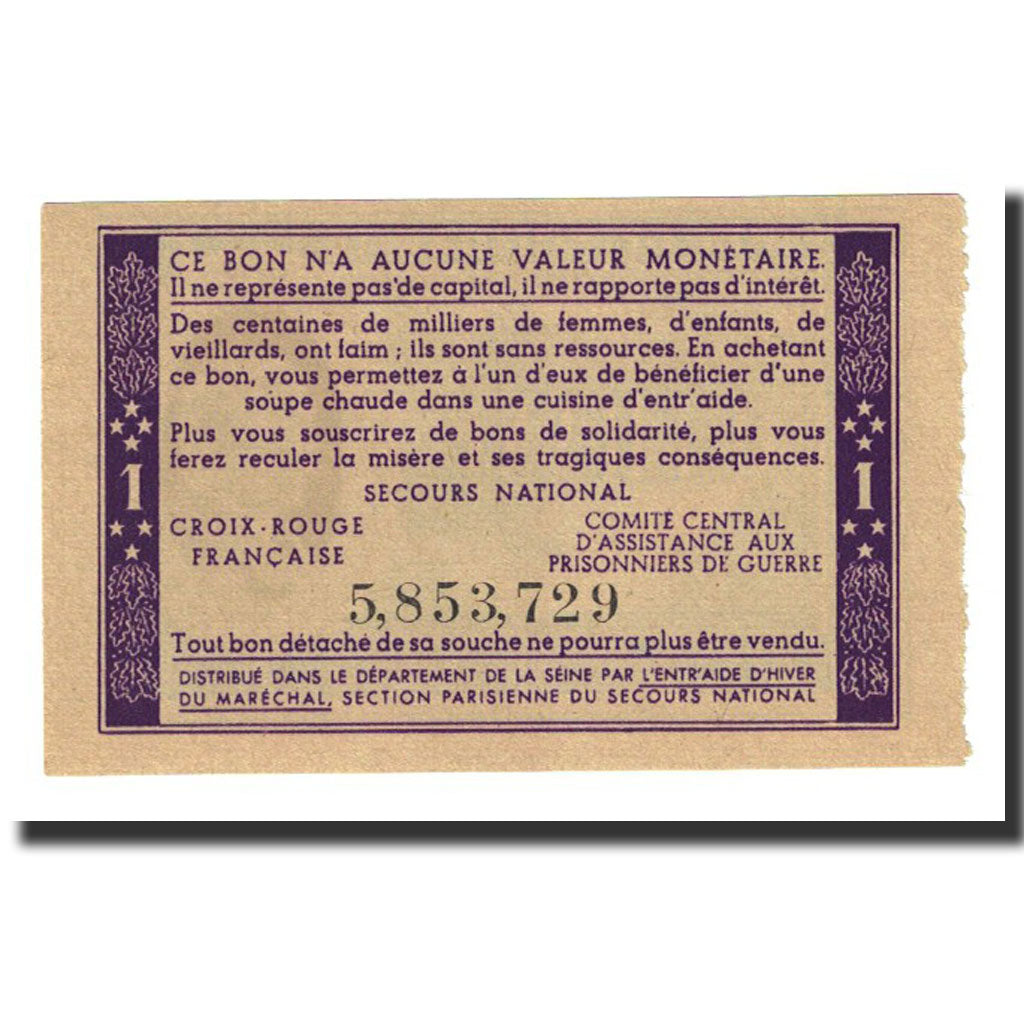 CE BON N'A AUCUNE VALEUR MONÉTAIRE.
Il ne représente pas de capital, il ne rapporte pas d'intérêt.
Des centaines de milliers de femmes, d'enfants, de
vieillards, ont faim ; ils sont sans ressources. En achetant
ce bon, vous permettez à l'un d'eux de bénéficier d'une
soupe chaude dans une cuisine d'entr'aide.
Plus vous souscrirez de bons de solidarité, plus vous
ferez reculer la misère et ses tragiques conséquences.
1
1
SECOURS NATIONAL
CROIX-ROUGE
FRANÇAISE
COMITÉ CENTRAL
D'ASSISTANCE AUX
PRISONNIERS DE GUERRE
5,853,729
Tout bon détaché de sa souche ne pourra plus être vendu.
DISTRIBUÉ DANS LE DÉPARTEMENT DE LA SÉINE PAR L'ENTR'AIDE D'HIVER
DU MARÉCHAL, SECTION PARISIENNE DU SECOURS NATIONAL